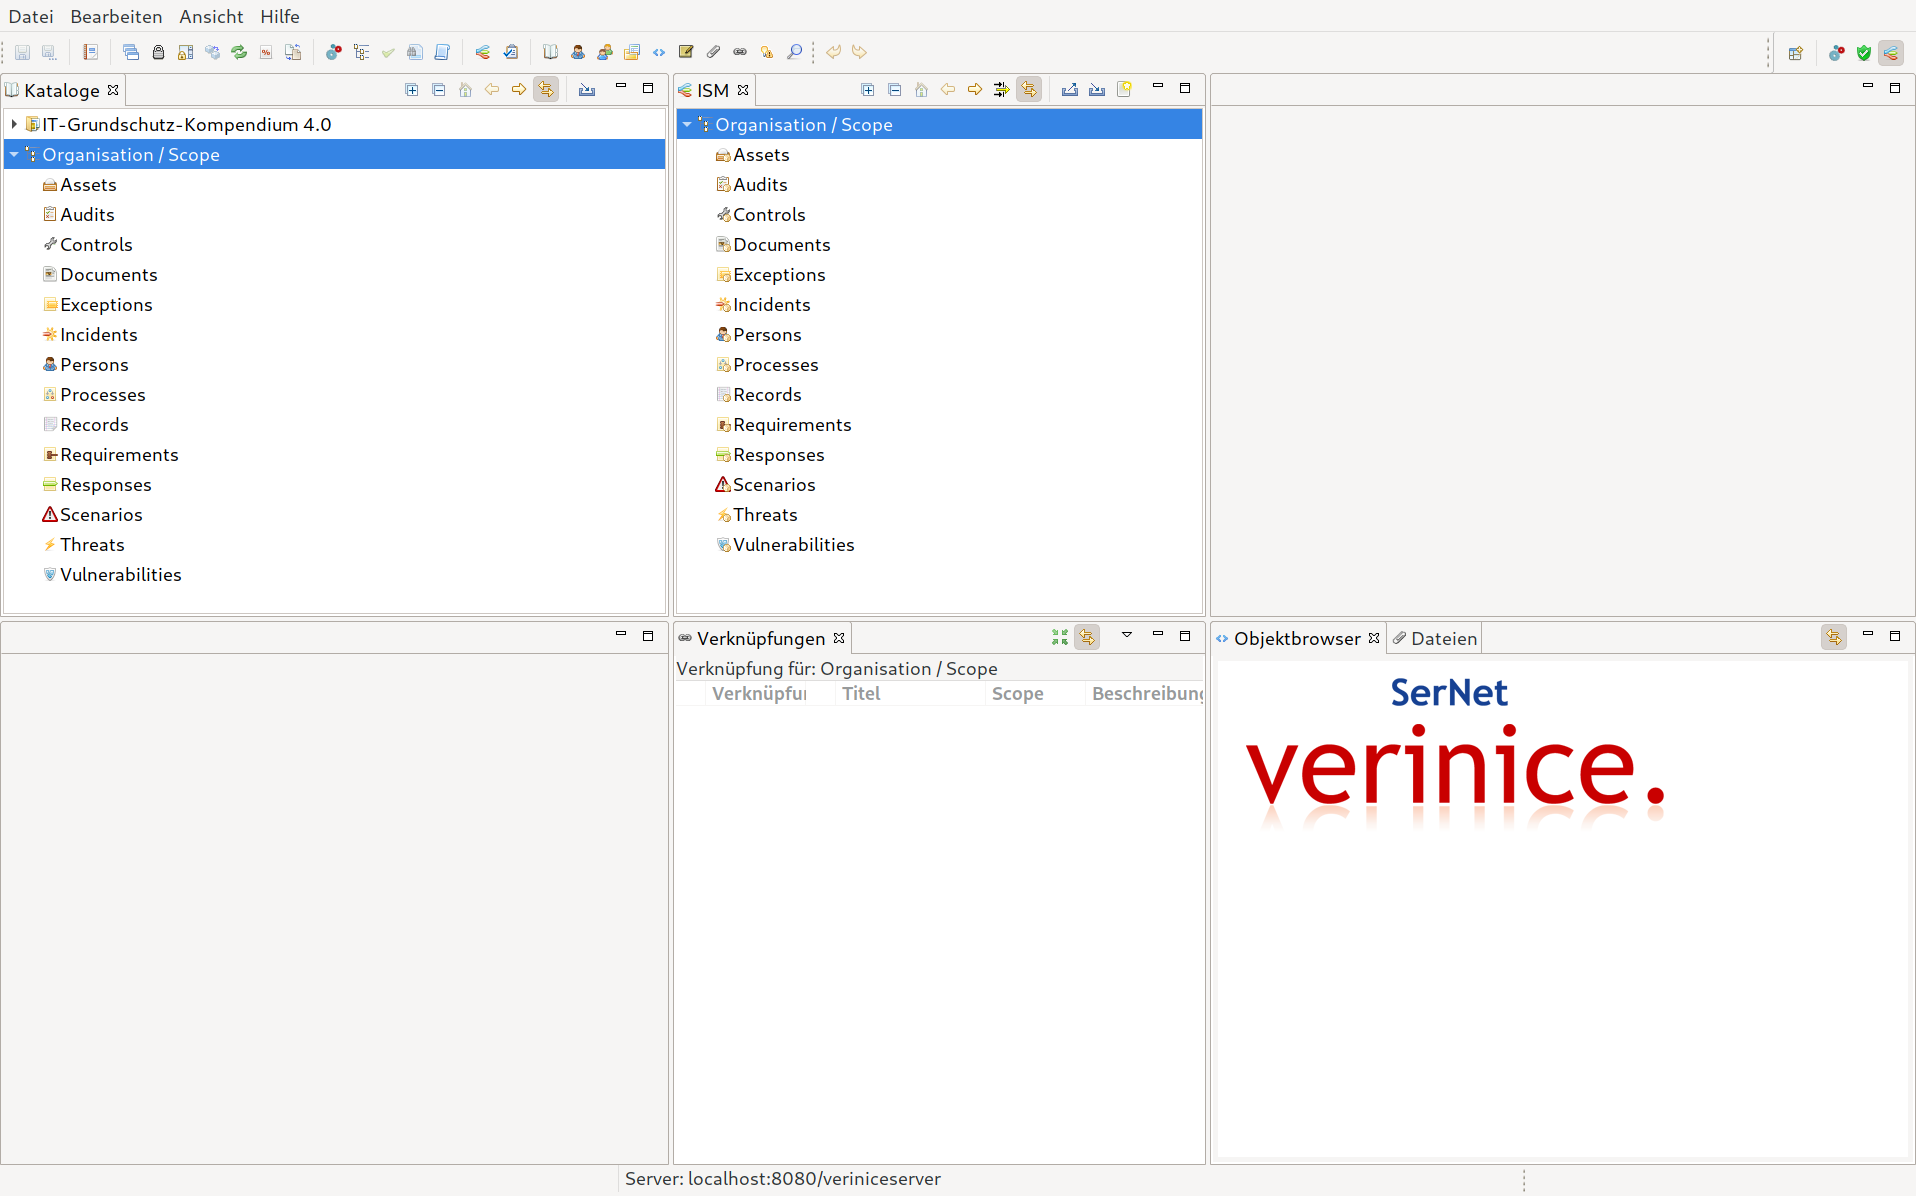 Datei Bearbeiten Ansicht Hilfe
Kataloge
IT-Grundschutz-Kompendium 4.0
Organisation / Scope
Assets
Audits
Controls
Documents
Exceptions
Incidents
Persons
Processes
Records
Requirements
Responses
Scenarios
Threats
Vulnerabilities
ISM
Organisation / Scope
Assets
Audits
Controls
Documents
Exceptions
Incidents
Persons
Processes
Records
Requirements
Responses
Scenarios
Threats
Vulnerabilities
Verknüpfungen
Verknüpfung für: Organisation / Scope
Verknüpfu Titel Scope Beschreibung
Objektbrowser Dateien
SerNet
verinice.
Server: localhost:8080/veriniceserver